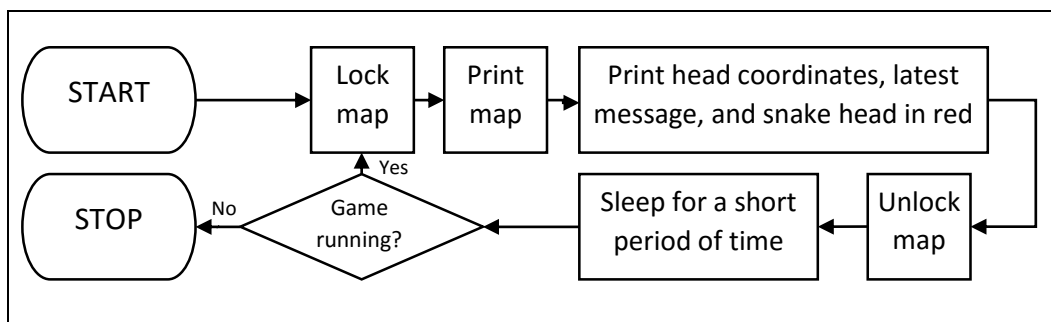 START
Lock
map
Print
map
Print head coordinates, latest
message, and snake head in red
Unlock
map
Sleep for a short
period of time
Game
running?
Yes
No
STOP